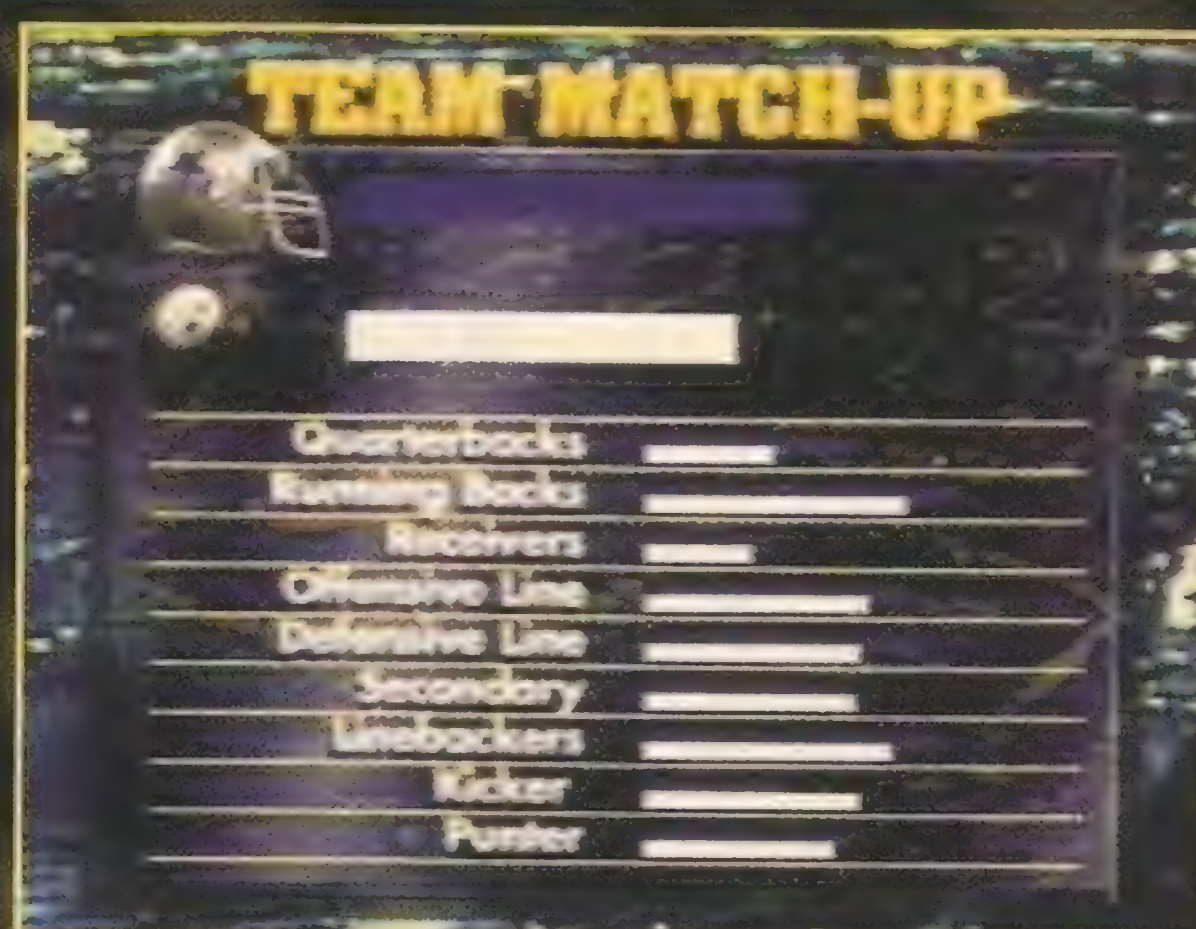 TEAM MATCH-UP
Quarterbacks
Running Backs
Receivers
Offensive Line
Defensive Line
Secondary
Linebackers
Kicker
Punter